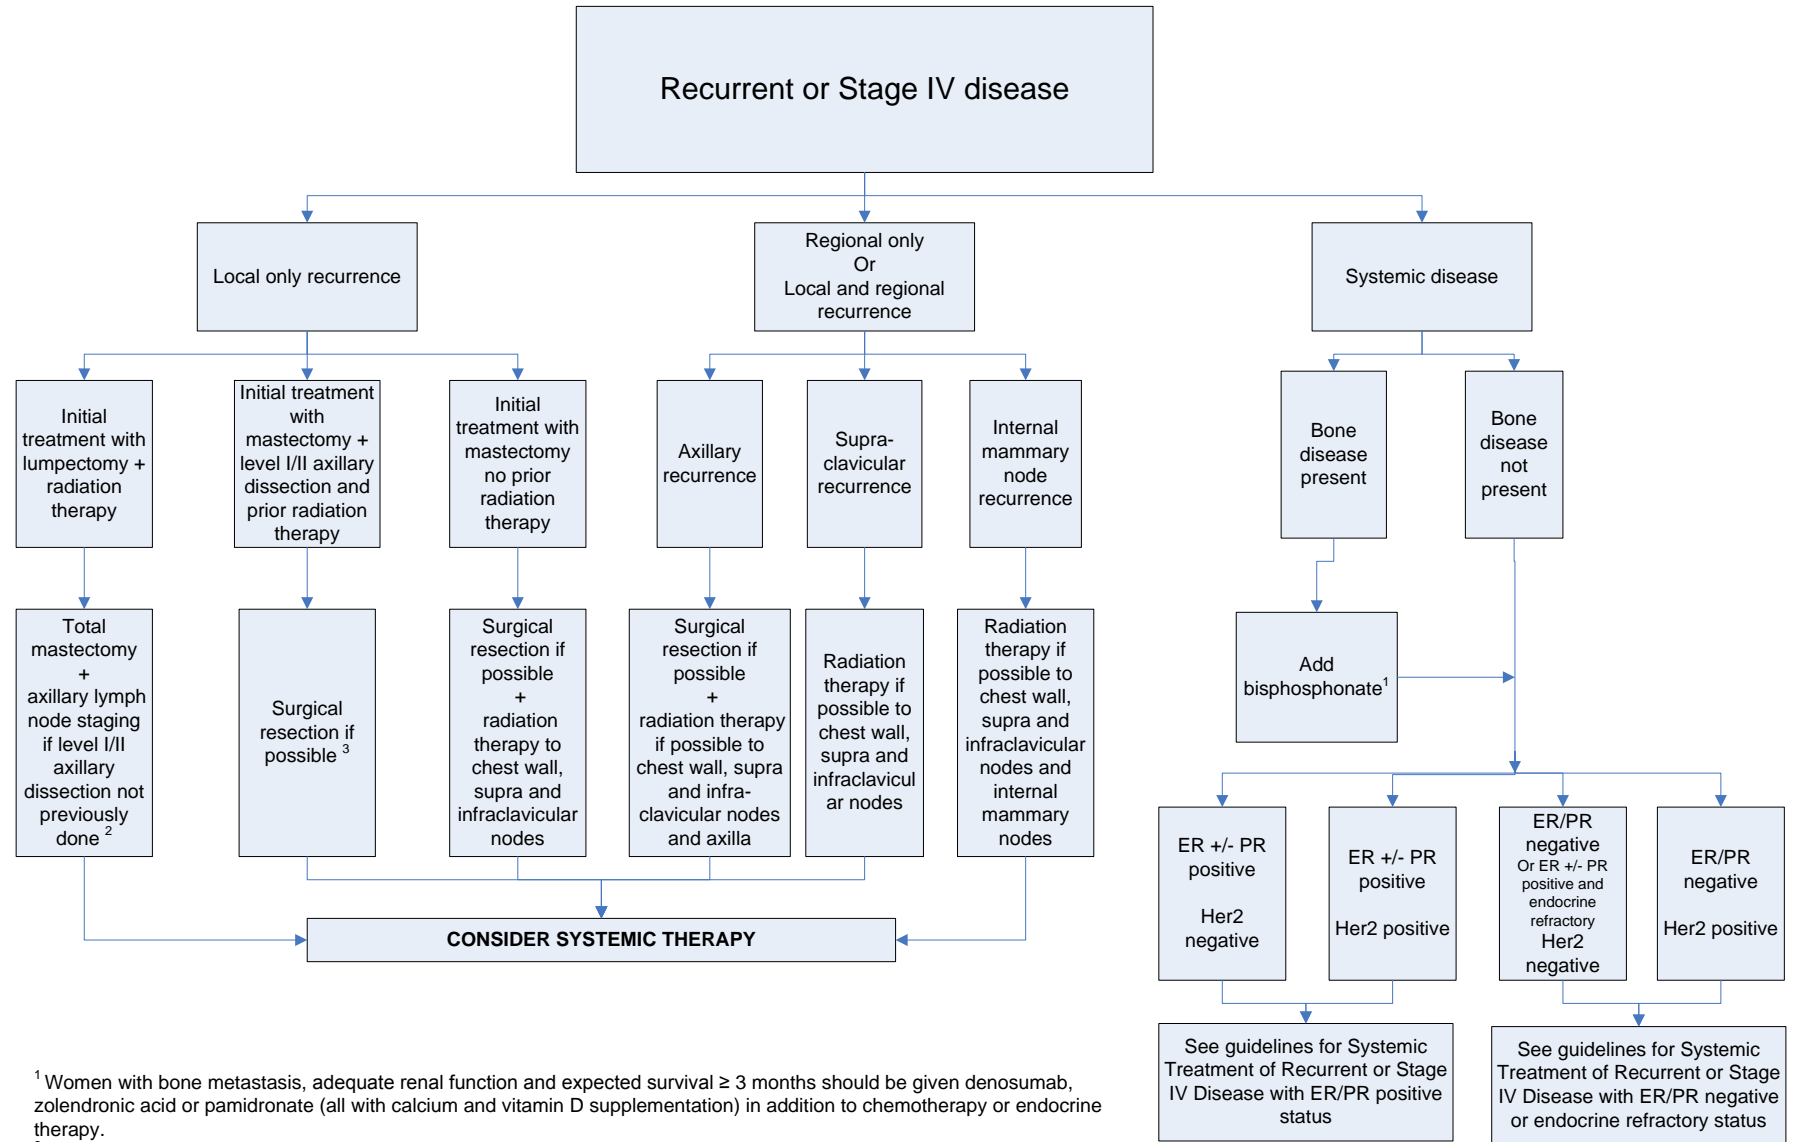 Recurrent or Stage IV disease
Local only recurrence
Regional only
Or
Local and regional
recurrence
Systemic disease
Initial
treatment with
lumpectomy +
radiation
therapy
Initial treatment
with
mastectomy +
level I/II axillary
dissection and
prior radiation
therapy
Initial
treatment with
mastectomy
no prior
radiation
therapy
Axillary
recurrence
Supra-
clavicular
recurrence
Internal
mammary
node
recurrence
Bone
disease
present
Bone
disease
not
present
Total
mastectomy
+
axillary lymph
node staging
if level I/II
axillary
dissection not
previously
done 2
Surgical
resection if
possible 3
Surgical
resection if
possible
+
radiation
therapy to
chest wall,
supra and
infraclavicular
nodes
Surgical
resection if
possible
+
radiation therapy
if possible to
chest wall, supra
and infra-
clavicular nodes
and axilla
Radiation
therapy if
possible to
chest wall,
supra and
infraclavicul
ar nodes
Radiation
therapy if
possible to
chest wall,
supra and
infraclavicular
nodes and
internal
mammary
nodes
Add
bisphosphonate1
CONSIDER SYSTEMIC THERAPY
ER +/- PR
positive
Her2
negative
ER +/- PR
positive
Her2 positive
ER/PR
negative
Or ER +/- PR
positive and
endocrine
refractory
Her2
negative
ER/PR
negative
Her2 positive
See guidelines for Systemic
Treatment of Recurrent or Stage
IV Disease with ER/PR positive
status
See guidelines for Systemic
Treatment of Recurrent or Stage
IV Disease with ER/PR negative
or endocrine refractory status
1 Women with bone metastasis, adequate renal function and expected survival ≥ 3 months should be given denosumab,
zolendronic acid or pamidronate (all with calcium and vitamin D supplementation) in addition to chemotherapy or endocrine
therapy.